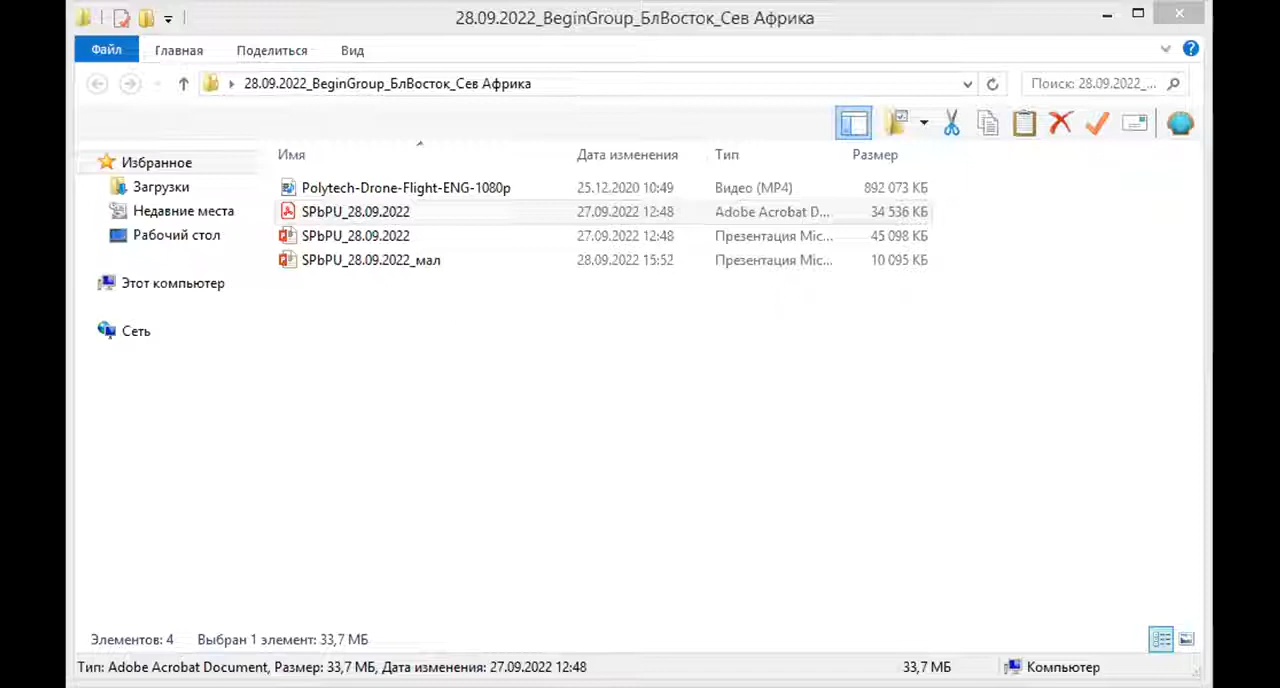 28.09.2022_BeginGroup_БлВосток_Сев Африка
Файл Главная Поделиться Вид
28.09.2022_BeginGroup_БлВосток_Сев Африка Поиск: 28.09.2022_...
Имя Дата изменения Тип Размер
Избранное
Загрузки
Недавние места
Рабочий стол
Этот компьютер
Сеть
Polytech-Drone-Flight-ENG-1080p 25.12.2020 10:49 Видео (MP4) 892 073 КБ
SPbPU_28.09.2022 27.09.2022 12:48 Adobe Acrobat D... 34 536 КБ
SPbPU_28.09.2022 27.09.2022 12:48 Презентация Mic... 45 098 КБ
SPbPU_28.09.2022_мал 28.09.2022 15:52 Презентация Mic... 10 095 КБ
Элементов: 4 Выбран 1 элемент: 33,7 МБ
Тип: Adobe Acrobat Document, Размер: 33,7 МБ, Дата изменения: 27.09.2022 12:48 33,7 МБ Компьютер